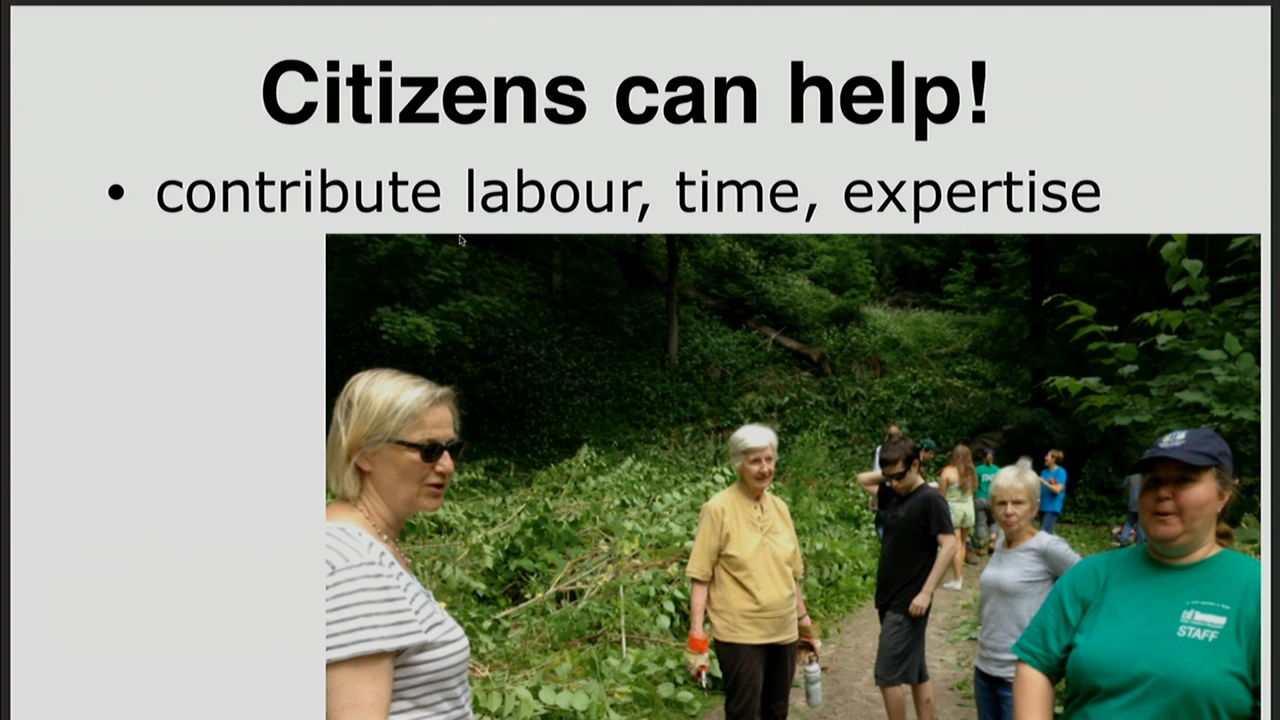 Citizens can help!
• contribute labour, time, expertise
STAFF